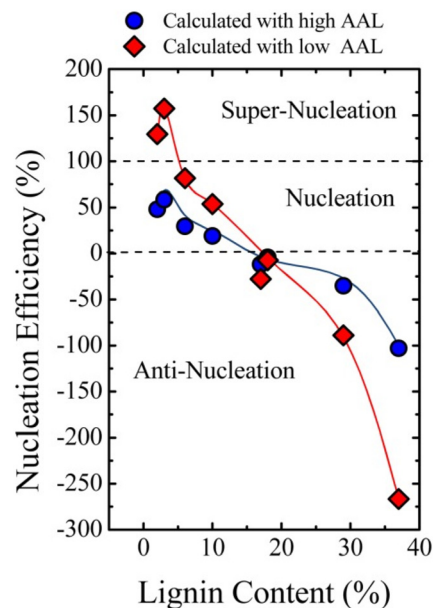 Calculated with high AAL
Calculated with low AAL
200
150
100
50
0
-50
-100
-150
-200
-250
-300
Nucleation Efficiency (%)
Super-Nucleation
Nucleation
Anti-Nucleation
0 10 20 30 40
Lignin Content (%)